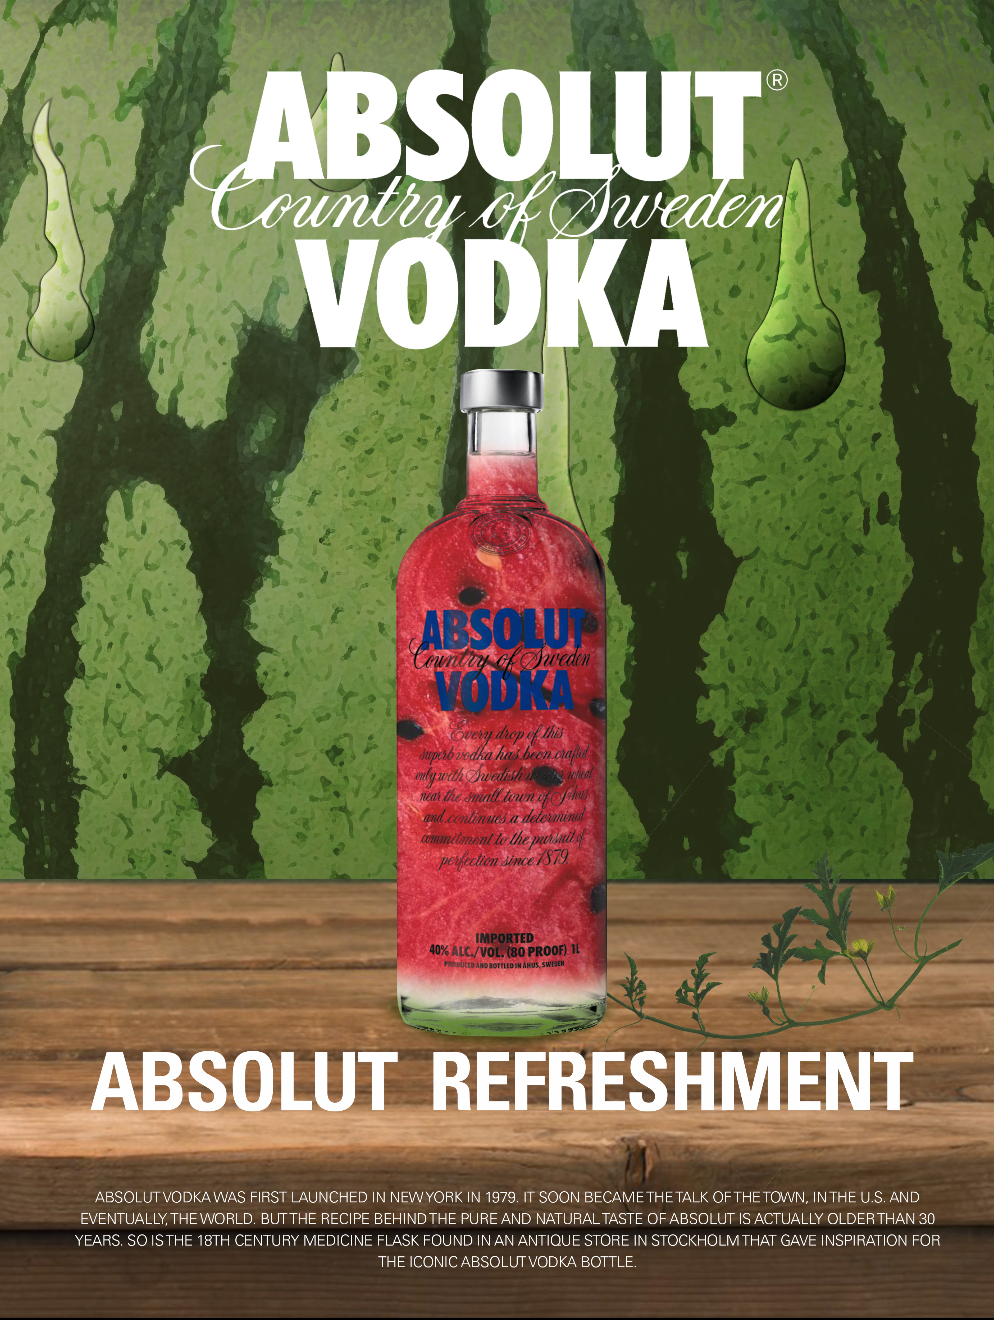 ABSOLUT®
Country of Sweden
VODKA
ABSOLUT
Country of Sweden
VODKA
Every drop of this
superb vodka has been crafted
only with Swedish
near the small town of Åhus
and continues a determined
commitment to the pursuit of
perfection since 1879
IMPORTED
40% ALC./VOL. (80 PROOF) 1L
PRODUCED AND BOTTLED IN ÅHUS, SWEDEN
ABSOLUT REFRESHMENT
ABSOLUT VODKA WAS FIRST LAUNCHED IN NEW YORK IN 1979. IT SOON BECAME THE TALK OF THE TOWN, IN THE U.S. AND
EVENTUALLY, THE WORLD. BUT THE RECIPE BEHIND THE PURE AND NATURAL TASTE OF ABSOLUT IS ACTUALLY OLDER THAN 30
YEARS. SO IS THE 18TH CENTURY MEDICINE FLASK FOUND IN AN ANTIQUE STORE IN STOCKHOLM THAT GAVE INSPIRATION FOR
THE ICONIC ABSOLUT VODKA BOTTLE.